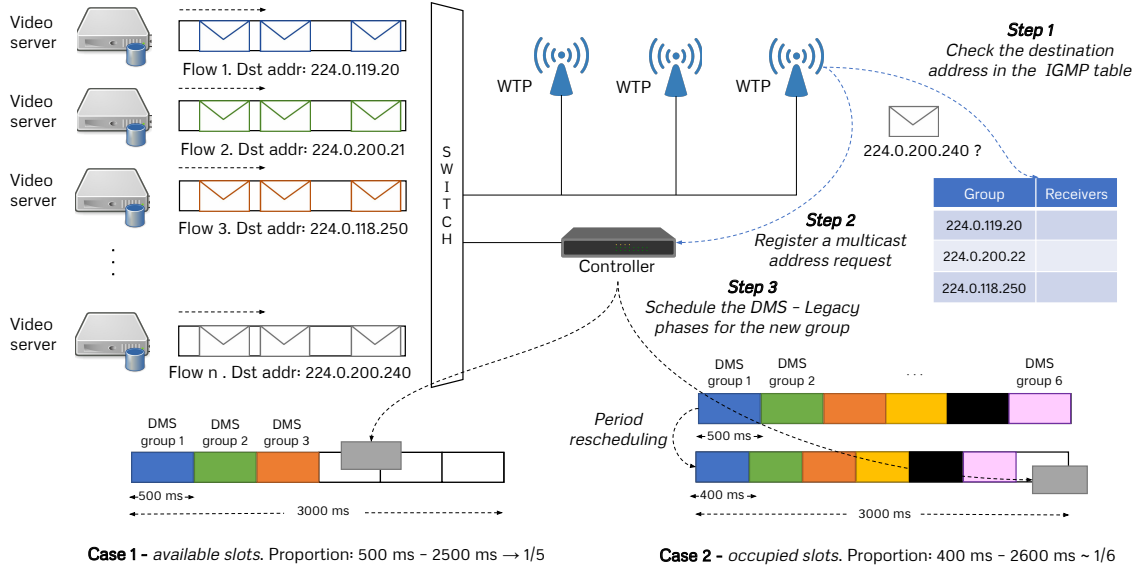 Video
server
Flow 1. Dst addr: 224.0.119.20
Video
server
Flow 2. Dst addr: 224.0.200.21
Video
server
Flow 3. Dst addr: 224.0.118.250
Video
server
Flow n . Dst addr: 224.0.200.240
S
W
I
T
C
H
WTP
WTP
WTP
Step 1
Check the destination
address in the IGMP table
224.0.200.240 ?
Group Receivers
224.0.119.20
224.0.200.22
224.0.118.250
Step 2
Register a multicast
address request
Controller
Step 3
Schedule the DMS – Legacy
phases for the new group
DMS
group 1
DMS
group 2
DMS
group 3
500 ms
3000 ms
Case 1 - available slots. Proportion: 500 ms – 2500 ms → 1/5
DMS
group 1
DMS
group 2
. . .
DMS
group 6
Period
rescheduling
500 ms
400 ms
3000 ms
Case 2 - occupied slots. Proportion: 400 ms – 2600 ms ~ 1/6